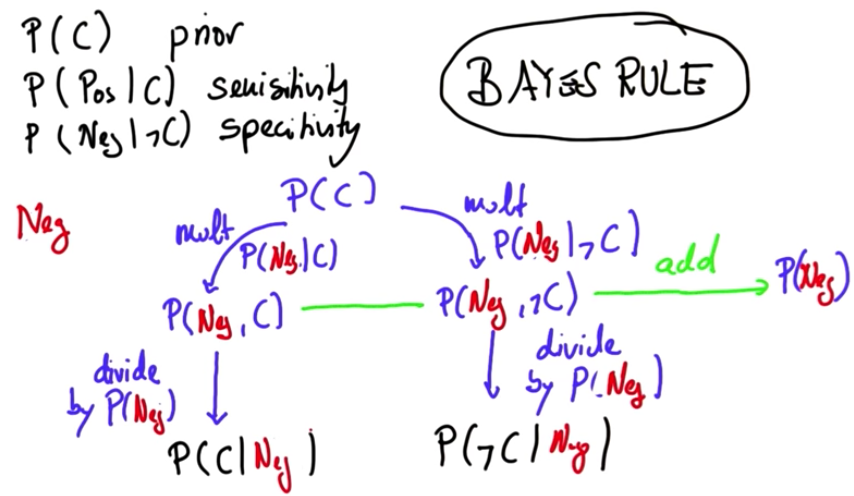 P(C) prior
P(Pos|C) sensitivity
P(Neg|¬C) specitivity
BAYES RULE
Neg
P(C)
mult
P(Neg|C)
mult
P(Neg|¬C)
P(Neg, C)
P(Neg, ¬C)
add
P(Neg)
divide
by P(Neg)
divide
by P(Neg)
P(C|Neg)
P(¬C|Neg)